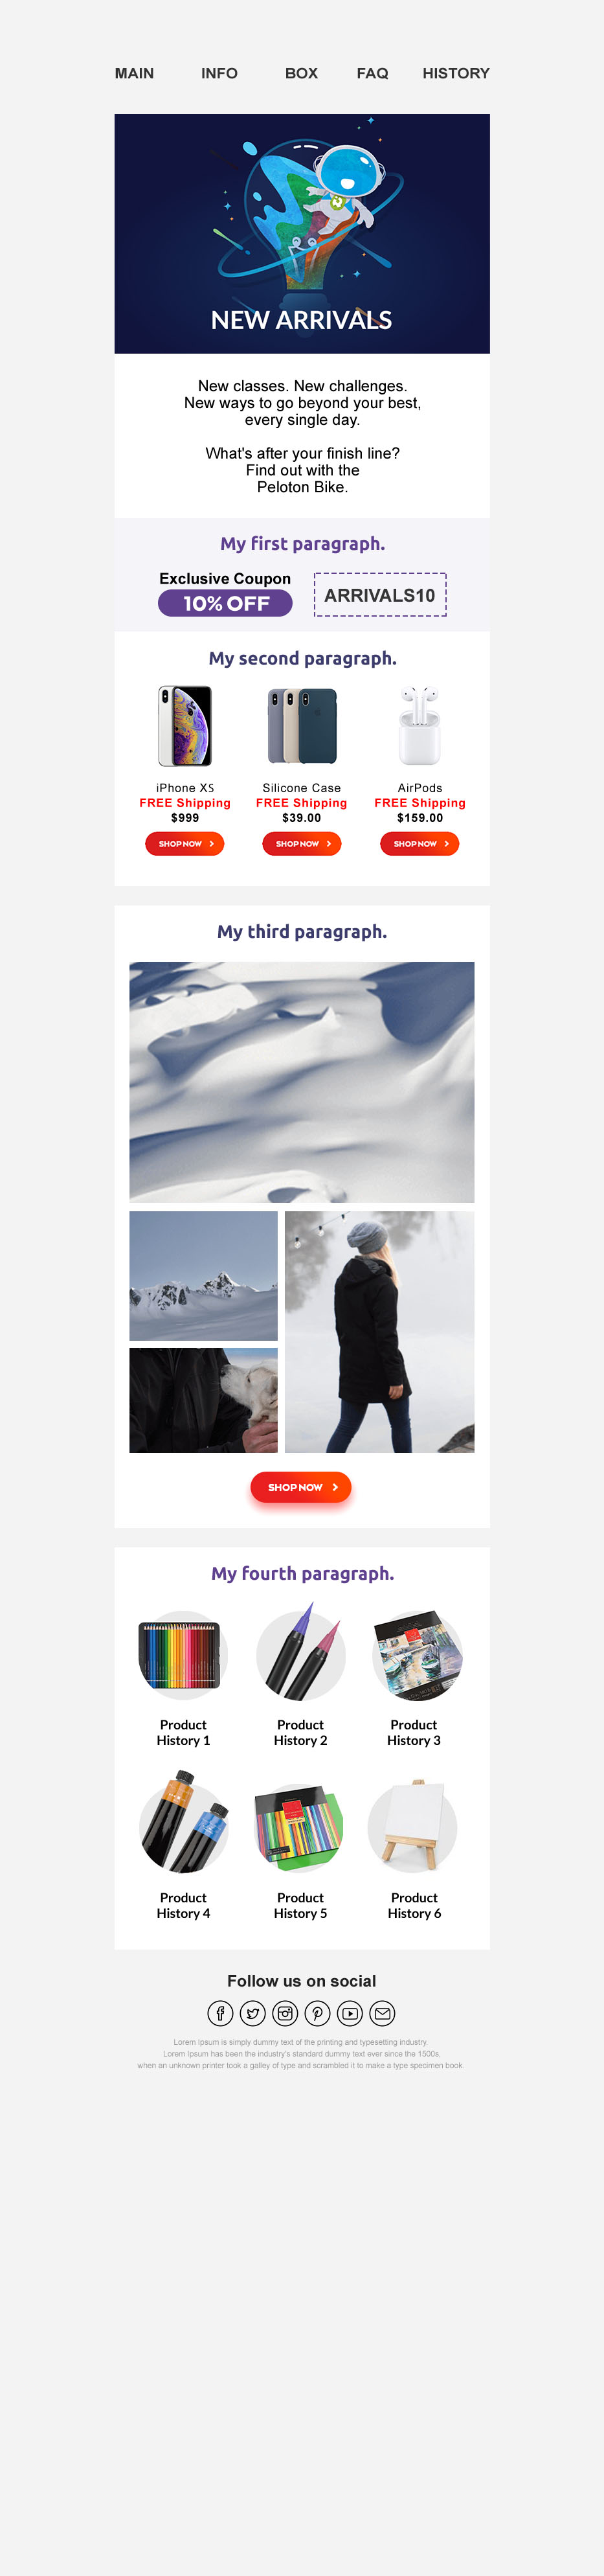 MAIN INFO BOX FAQ HISTORY
NEW ARRIVALS
New classes. New challenges.
New ways to go beyond your best,
every single day.
What's after your finish line?
Find out with the
Peloton Bike.
My first paragraph.
Exclusive Coupon
10% OFF
ARRIVALS10
My second paragraph.
iPhone XS
FREE Shipping
$999
SHOP NOW
Silicone Case
FREE Shipping
$39.00
SHOP NOW
AirPods
FREE Shipping
$159.00
SHOP NOW
My third paragraph.
SHOP NOW
My fourth paragraph.
Product
History 1
Product
History 2
Product
History 3
Product
History 4
Product
History 5
Product
History 6
Follow us on social
Lorem Ipsum is simply dummy text of the printing and typesetting industry.
Lorem Ipsum has been the industry's standard dummy text ever since the 1500s,
when an unknown printer took a galley of type and scrambled it to make a type specimen book.